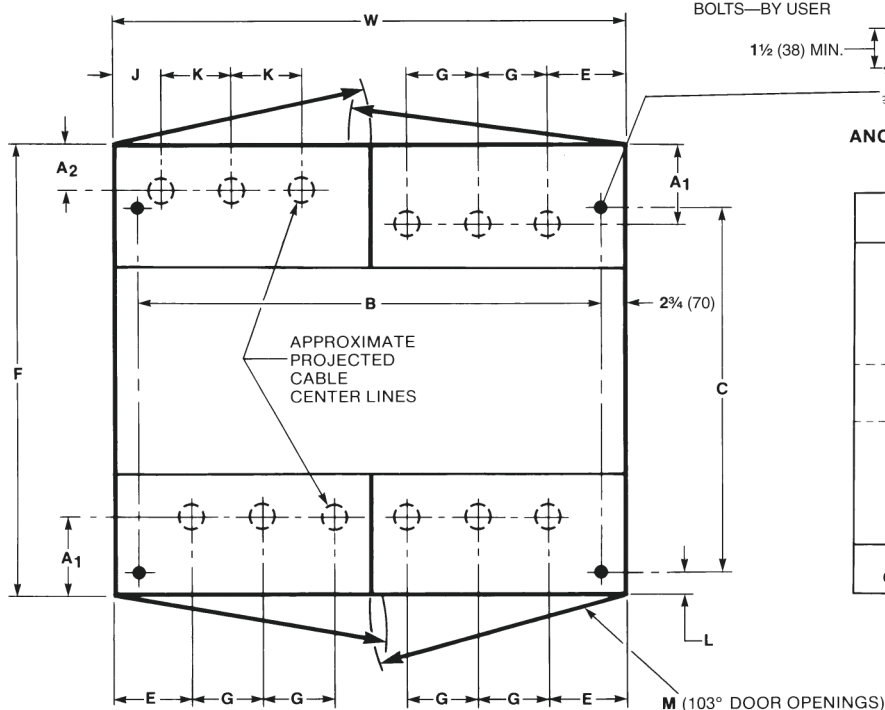 BOLTS—BY USER
W
1½ (38) MIN.
J K K G G E
A2
A1
ANC
B
2¾ (70)
APPROXIMATE
PROJECTED
CABLE
CENTER LINES
F
C
A1
L
E G G G G E
M (103° DOOR OPENINGS)